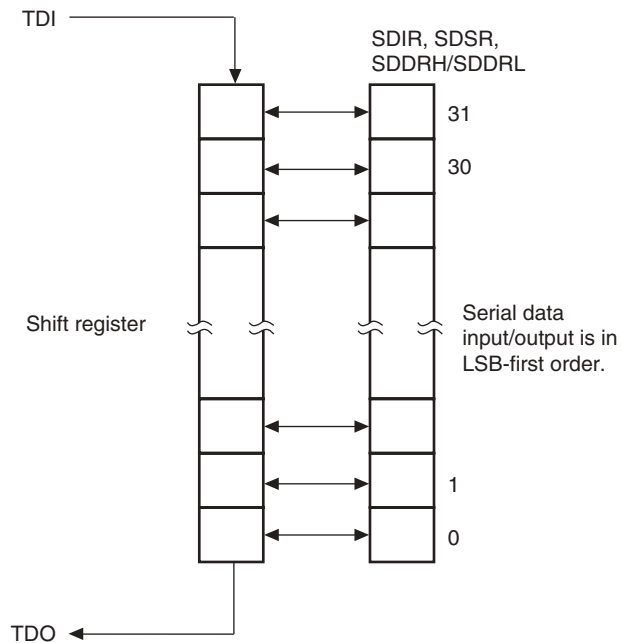 TDI
SDIR, SDSR,
SDDRH/SDDRL
31
30
Shift register
Serial data
input/output is in
LSB-first order.
1
0
TDO